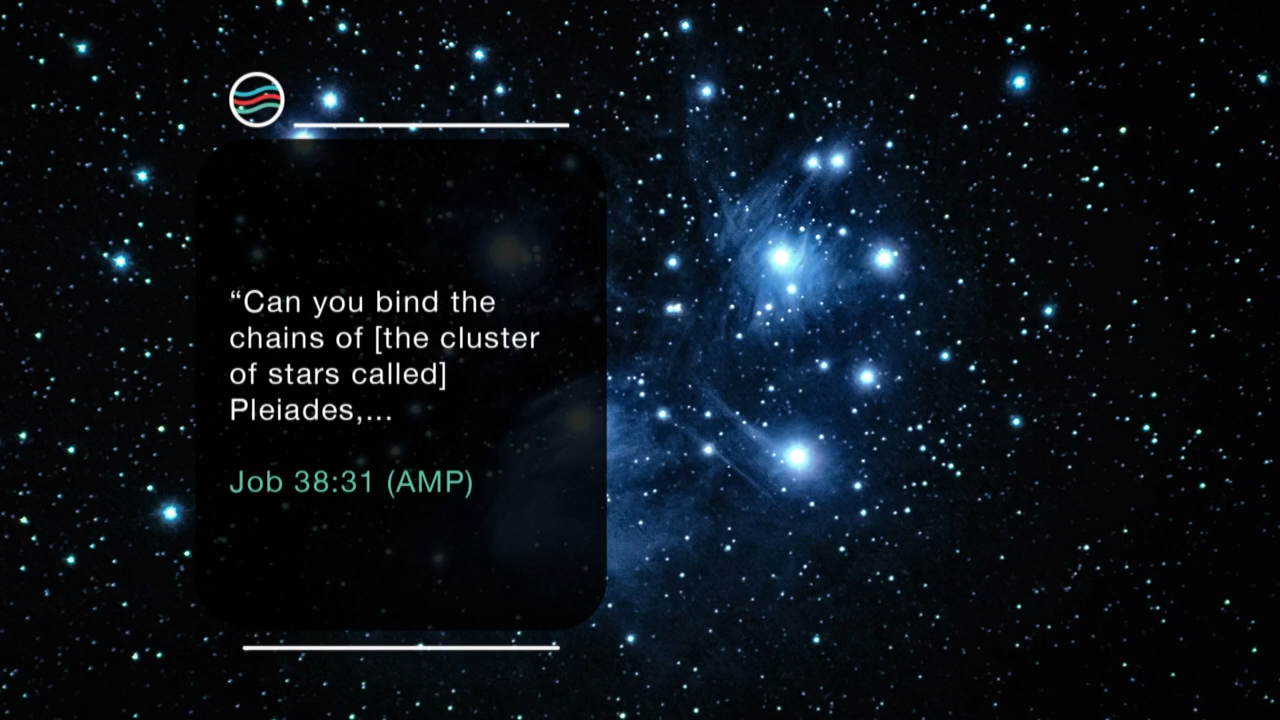 “Can you bind the
chains of [the cluster
of stars called]
Pleiades,...
Job 38:31 (AMP)